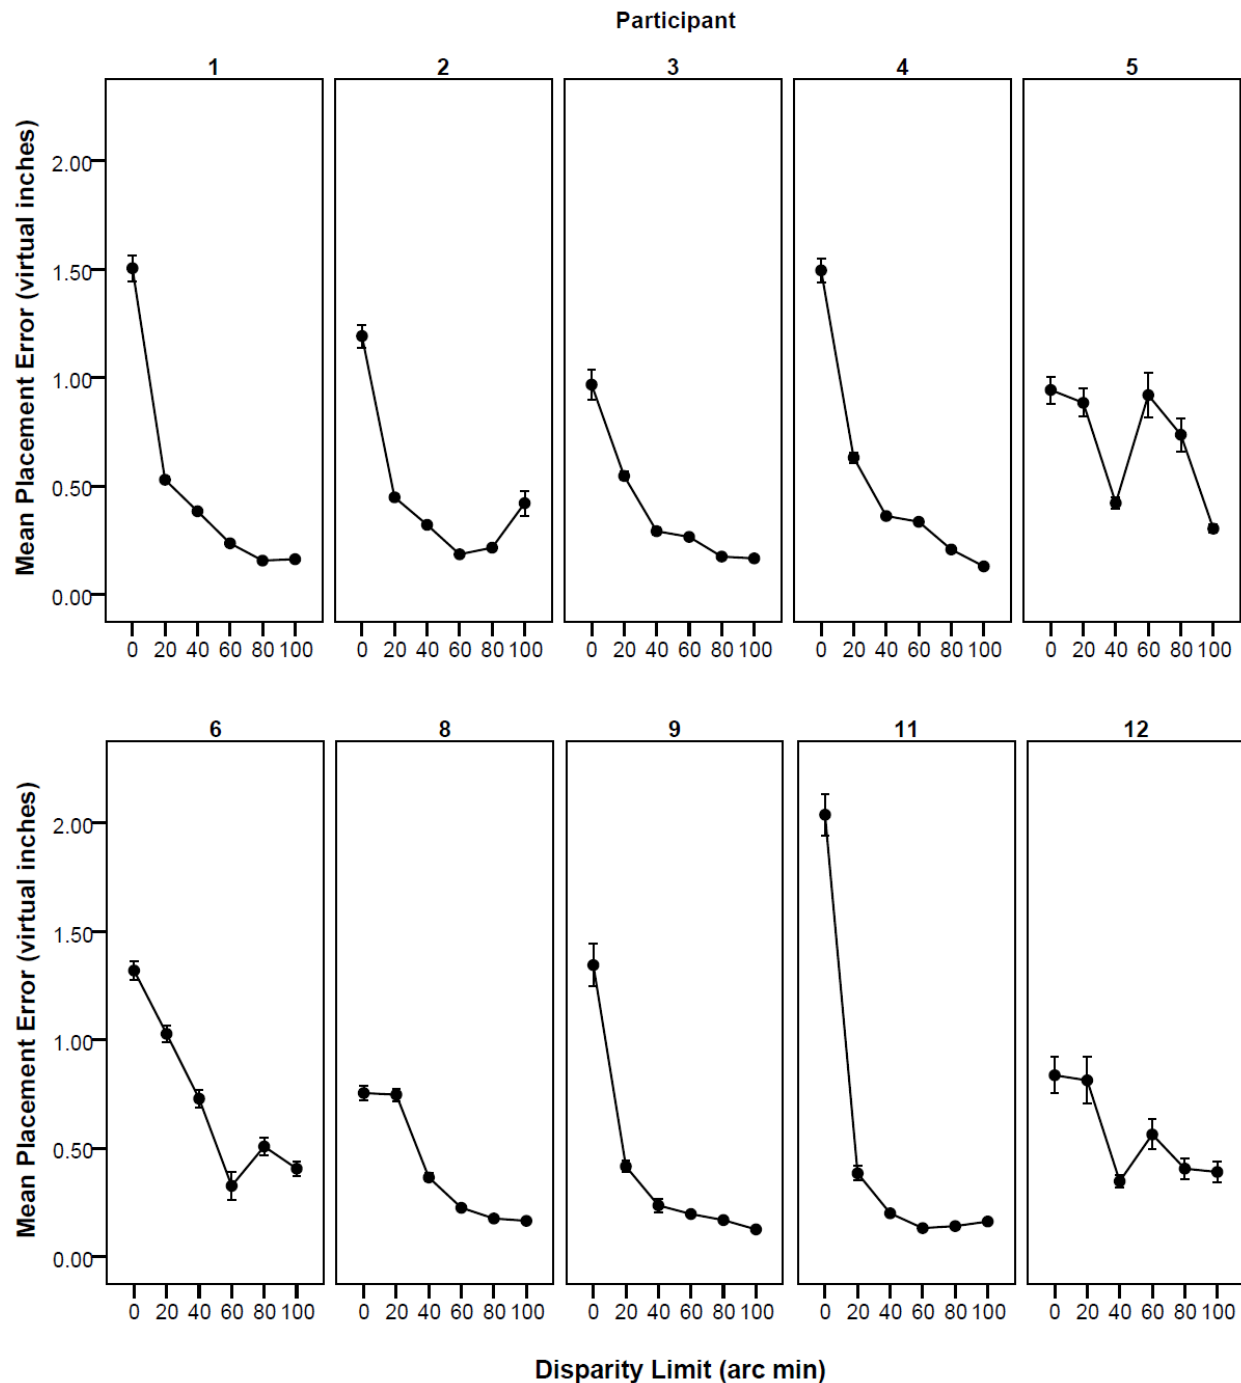 Participant
1 2 3 4 5
Mean Placement Error (virtual inches)
2.00
1.50
1.00
0.50
0.00
0 20 40 60 80 100 0 20 40 60 80 100 0 20 40 60 80 100 0 20 40 60 80 100 0 20 40 60 80 100
6 8 9 11 12
Mean Placement Error (virtual inches)
2.00
1.50
1.00
0.50
0.00
0 20 40 60 80 100 0 20 40 60 80 100 0 20 40 60 80 100 0 20 40 60 80 100 0 20 40 60 80 100
Disparity Limit (arc min)